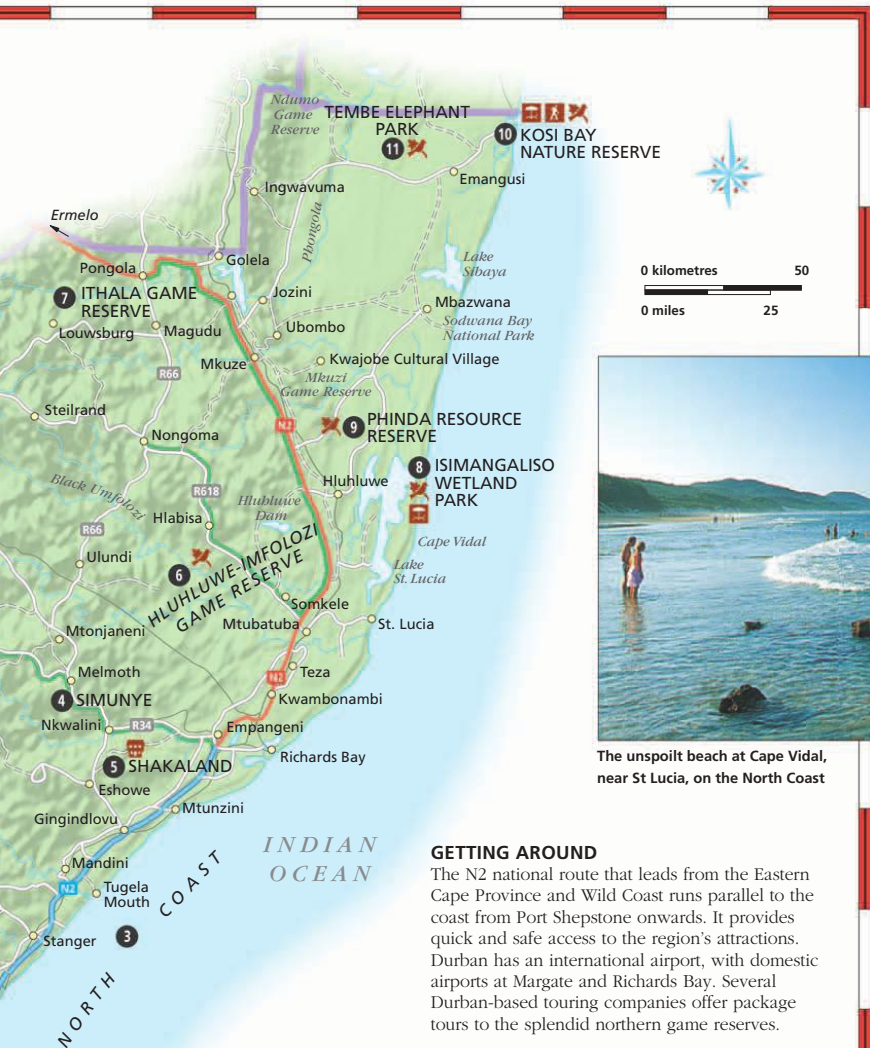 Ndumo
Game
Reserve
TEMBE ELEPHANT
PARK
11
10 KOSI BAY
NATURE RESERVE
Ingwavuma
Emangusi
Ermelo
Phongola
Golela
Lake
Sibaya
Pongola
7 ITHALA GAME
RESERVE
Jozini
Mbazwana
Louwsburg
Magudu
Ubombo
Sodwana Bay
National Park
Mkuze
Kwajobe Cultural Village
R66
Mkuzi
Game Reserve
Steilrand
N2
9 PHINDA RESOURCE
RESERVE
Nongoma
8 ISIMANGALISO
WETLAND
PARK
Black Umfolozi
R618
Hluhluwe
Hluhluwe
Dam
Hlabisa
R66
Cape Vidal
Ulundi
6 HLUHLUWE-IMFOLOZI
GAME RESERVE
Lake
St. Lucia
Somkele
Mtubatuba
St. Lucia
Mtonjaneni
Teza
Melmoth
N2
4 SIMUNYE
Kwambonambi
Nkwalini
R34
Empangeni
Richards Bay
5 SHAKALAND
Eshowe
Mtunzini
Gingindlovu
INDIAN
OCEAN
Mandini
N2
Tugela
Mouth
Stanger
3
NORTH COAST
0 kilometres 50
0 miles 25
The unspoilt beach at Cape Vidal,
near St Lucia, on the North Coast
GETTING AROUND
The N2 national route that leads from the Eastern
Cape Province and Wild Coast runs parallel to the
coast from Port Shepstone onwards. It provides
quick and safe access to the region's attractions.
Durban has an international airport, with domestic
airports at Margate and Richards Bay. Several
Durban-based touring companies offer package
tours to the splendid northern game reserves.